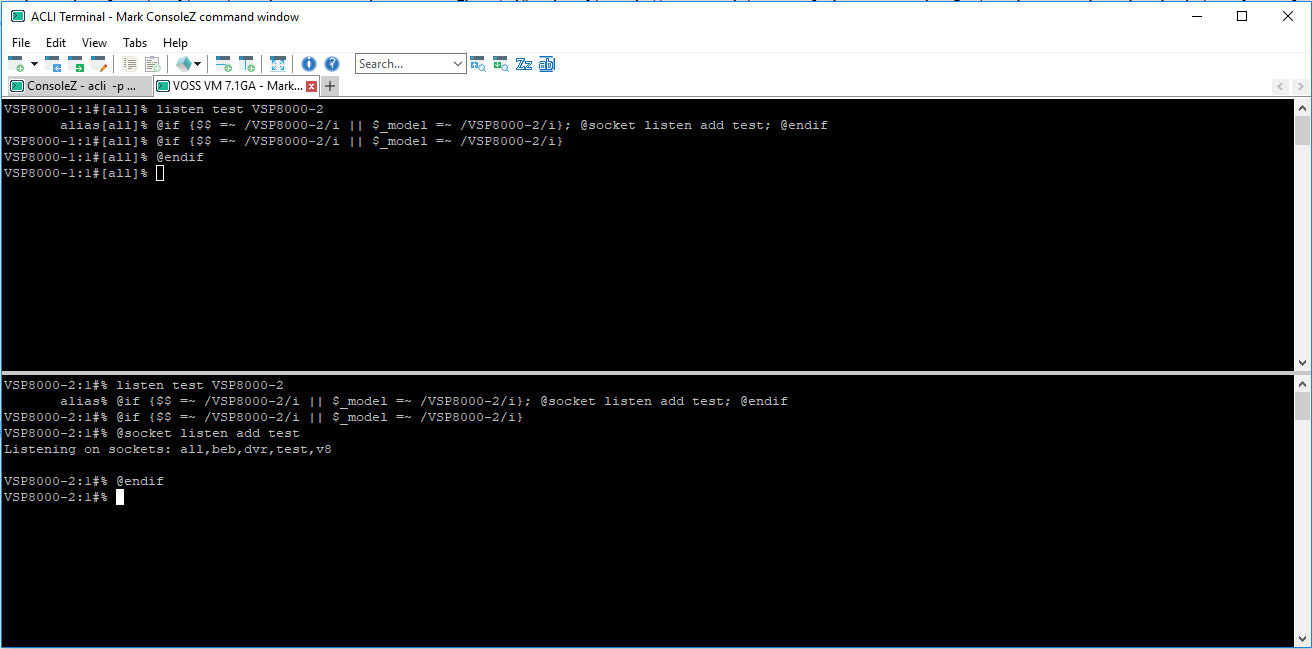 ACLI Terminal - Mark ConsoleZ command window
File Edit View Tabs Help
Search...
ConsoleZ - acli -p ... VOSS VM 7.1GA - Mark...
VSP8000-1:1#[all]% listen test VSP8000-2
alias[all]% @if {$$ =~ /VSP8000-2/i || $_model =~ /VSP8000-2/i}; @socket listen add test; @endif
VSP8000-1:1#[all]% @if {$$ =~ /VSP8000-2/i || $_model =~ /VSP8000-2/i}
VSP8000-1:1#[all]% @endif
VSP8000-1:1#[all]%
VSP8000-2:1#% listen test VSP8000-2
alias% @if {$$ =~ /VSP8000-2/i || $_model =~ /VSP8000-2/i}; @socket listen add test; @endif
VSP8000-2:1#% @if {$$ =~ /VSP8000-2/i || $_model =~ /VSP8000-2/i}
VSP8000-2:1#% @socket listen add test
Listening on sockets: all,beb,dvr,test,v8
VSP8000-2:1#% @endif
VSP8000-2:1#%